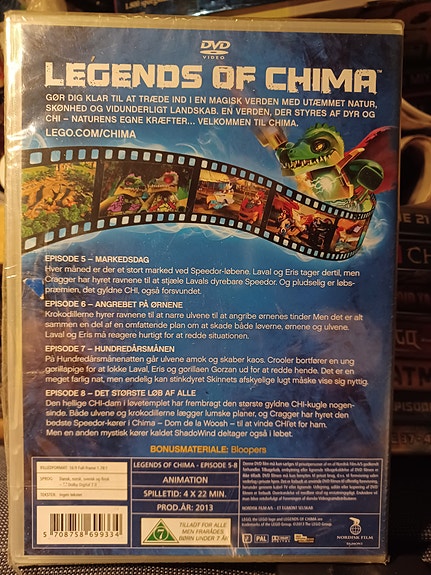 DVD
VIDEO
LEGENDS OF CHIMA™
GØR DIG KLAR TIL AT TRÆDE IND I EN MAGISK VERDEN MED UTÆMMET NATUR,
SKØNHED OG VIDUNDERLIGT LANDSKAB. EN VERDEN, DER STYRES AF DYR OG
CHI – NATURENS EGNE KRÆFTER... VELKOMMEN TIL CHIMA.
LEGO.COM/CHIMA
EPISODE 5 – MARKEDSDAG
Hver måned er der et stort marked ved Speedor-løbene. Laval og Eris tager dertil, men
Cragger har hyret ravnene til at stjæle Lavals dyrebare Speedor. Og pludselig er løbs-
præmien, det gyldne CHI, også forsvundet.
EPISODE 6 – ANGREBET PÅ ØRNENE
Krokodillerne hyrer ravnene til at narre ulvene til at angribe ørnenes tinder Men det er alt
sammen en del af en omfattende plan om at skade både løverne, ørnene og ulvene.
Laval og Eris må reagere hurtigt for at redde situationen.
EPISODE 7 – HUNDREDÅRSMÅNEN
På Hundredårsmånenatten går ulvene amok og skaber kaos. Crooler bortfører en ung
gorillapige for at lokke Laval, Eris og gorillaen Gorzan ud for at redde hende. Det er en
meget farlig nat, men endelig kan stinkdyret Skinnets afskyelige lugt måske vise sig nyttig.
EPISODE 8 – DET STØRSTE LØB AF ALLE
Den hellige CHI-dam i løvetemplet har frembragt den gyldne CHI-kugle nogen-
sinde. Både ulvene og krokodillerne lægger lumske planer, og Cragger har hyret den
bedste Speedor-kører i Chima – Dom de la Woosh – til at vinde CHI'et for ham.
Men en anden mystisk kører kaldet ShadoWind deltager også i løbet.
BONUSMATERIALE: Bloopers
LEGENDS OF CHIMA - EPISODE 5-8
ANIMATION
SPILLETID: 4 X 22 MIN.
PROD.ÅR: 2013
5 708758 699334
7
TILLADT FOR ALLE
MEN FRARÅDES
BØRN UNDER 7 ÅR
PAL
NORDISK FILM
EGMONT